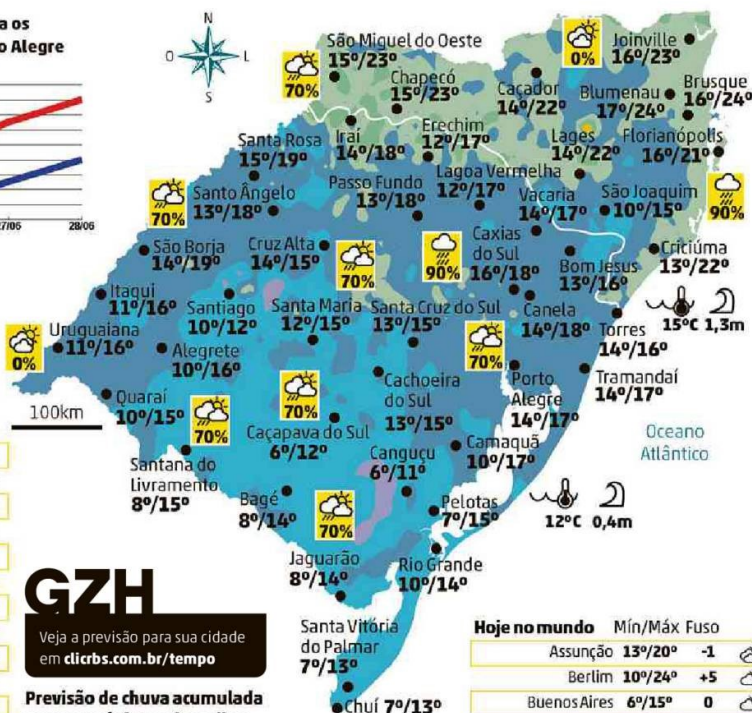 a os
o Alegre
27/06
28/06
N
O
L
S
70%
São Miguel do Oeste
15º/23º
Chapecó
15º/23º
0%
Caçador
14º/22º
Joinville
16º/23º
Blumenau
17º/24º
Brusque
16º/24º
Iraí
14º/18º
Erechim
12º/17º
Lages
14º/22º
Florianópolis
16º/21º
Santa Rosa
15º/19º
Lagoa Vermelha
12º/17º
70%
Santo Ângelo
13º/18º
Passo Fundo
13º/18º
Vacaria
14º/17º
São Joaquim
10º/15º
90%
São Borja
14º/19º
Cruz Alta
14º/15º
70%
90%
Caxias
do Sul
16º/18º
Bom Jesus
13º/16º
Criciúma
13º/22º
Itaqui
11º/16º
Santiago
10º/12º
Santa Maria
12º/15º
Santa Cruz do Sul
13º/15º
Canela
14º/18º
15ºC 1,3m
0%
Uruguaiana
11º/16º
Alegrete
10º/16º
70%
Torres
14º/16º
Quaraí
10º/15º
100km
70%
70%
Cachoeira
do Sul
13º/15º
Porto
Alegre
14º/17º
Tramandaí
14º/17º
Caçapava do Sul
6º/12º
Camaquã
10º/17º
Oceano
Atlântico
Santana do
Livramento
8º/15º
Canguçu
6º/11º
Bagé
8º/14º
70%
Pelotas
7º/15º
12ºC 0,4m
Jaguarão
8º/14º
Rio Grande
10º/14º
GZH
Veja a previsão para sua cidade
em clicrbs.com.br/tempo
Santa Vitória
do Palmar
7º/13º
Chuí 7º/13º
Previsão de chuva acumulada
Hoje no mundo Mín/Máx Fuso
Assunção 13º/20º -1
Berlim 10º/24º +5
Buenos Aires 6º/15º 0